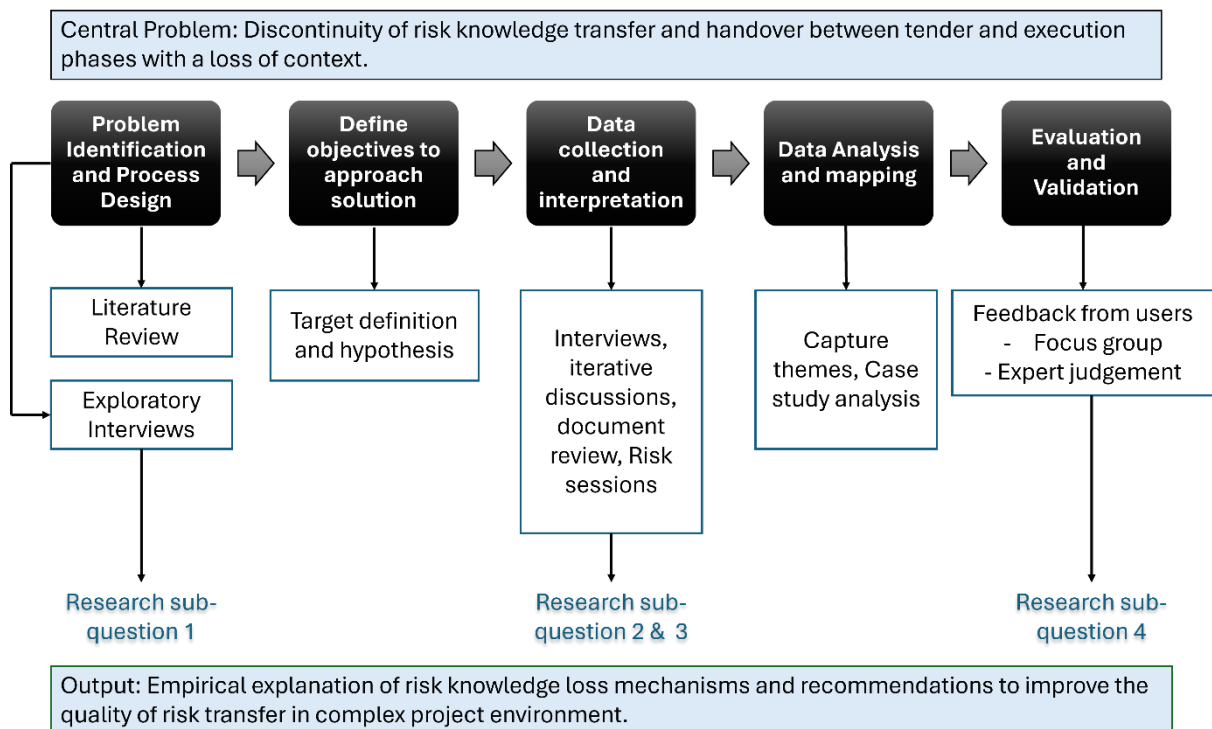 Central Problem: Discontinuity of risk knowledge transfer and handover between tender and execution
phases with a loss of context.
Problem
Identification
and Process
Design
Define
objectives to
approach
solution
Data
collection
and
interpretation
Data Analysis
and mapping
Evaluation
and
Validation
Literature
Review
Exploratory
Interviews
Target definition
and hypothesis
Interviews,
iterative
discussions,
document
review, Risk
sessions
Capture
themes, Case
study analysis
Feedback from users
- Focus group
- Expert judgement
Research sub-
question 1
Research sub-
question 2 & 3
Research sub-
question 4
Output: Empirical explanation of risk knowledge loss mechanisms and recommendations to improve the
quality of risk transfer in complex project environment.